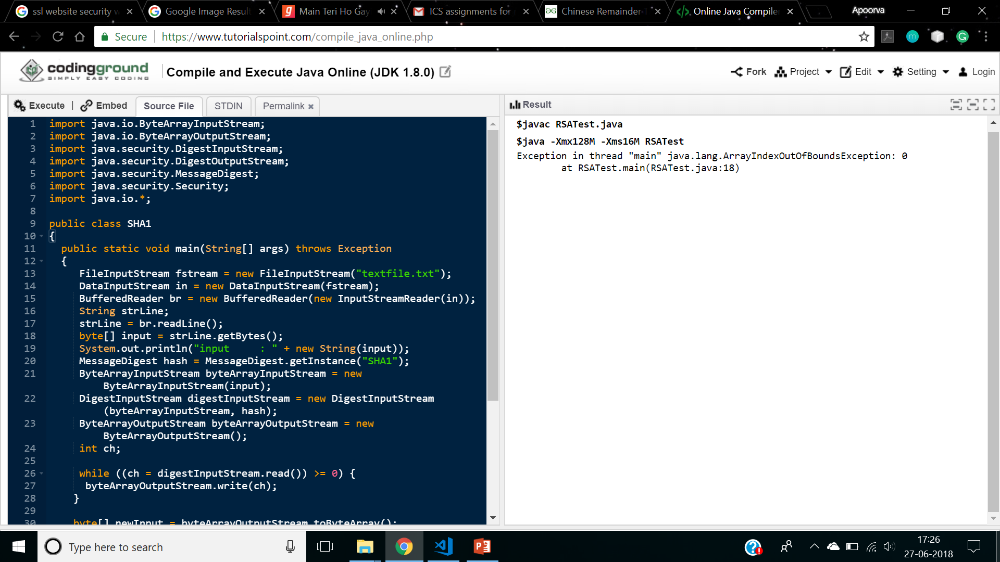 ssl website security w
Google Image Result
Main Teri Ho Gay
ICS assignments for
Chinese Remainder-T
Online Java Compile
Apoorva
Secure https://www.tutorialspoint.com/compile_java_online.php
codingground
SIMPLY EASY CODING
Compile and Execute Java Online (JDK 1.8.0)
Fork Project Edit Setting Login
Execute | Embed Source File STDIN Permalink
Result
1 import java.io.ByteArrayInputStream;
2 import java.io.ByteArrayOutputStream;
3 import java.security.DigestInputStream;
4 import java.security.DigestOutputStream;
5 import java.security.MessageDigest;
6 import java.security.Security;
7 import java.io.*;
8
9 public class SHA1
10 {
11 public static void main(String[] args) throws Exception
12 {
13 FileInputStream fstream = new FileInputStream("textfile.txt");
14 DataInputStream in = new DataInputStream(fstream);
15 BufferedReader br = new BufferedReader(new InputStreamReader(in));
16 String strLine;
17 strLine = br.readLine();
18 byte[] input = strLine.getBytes();
19 System.out.println("input     : " + new String(input));
20 MessageDigest hash = MessageDigest.getInstance("SHA1");
21 ByteArrayInputStream byteArrayInputStream = new
ByteArrayInputStream(input);
22 DigestInputStream digestInputStream = new DigestInputStream
(byteArrayInputStream, hash);
23 ByteArrayOutputStream byteArrayOutputStream = new
ByteArrayOutputStream();
24 int ch;
25
26 while ((ch = digestInputStream.read()) >= 0) {
27 byteArrayOutputStream.write(ch);
28 }
29
30 byte[] newInput = byteArrayOutputStream.toByteArray();
$javac RSATest.java
$java -Xmx128M -Xms16M RSATest
Exception in thread "main" java.lang.ArrayIndexOutOfBoundsException: 0
at RSATest.main(RSATest.java:18)
Type here to search
17:26
27-06-2018